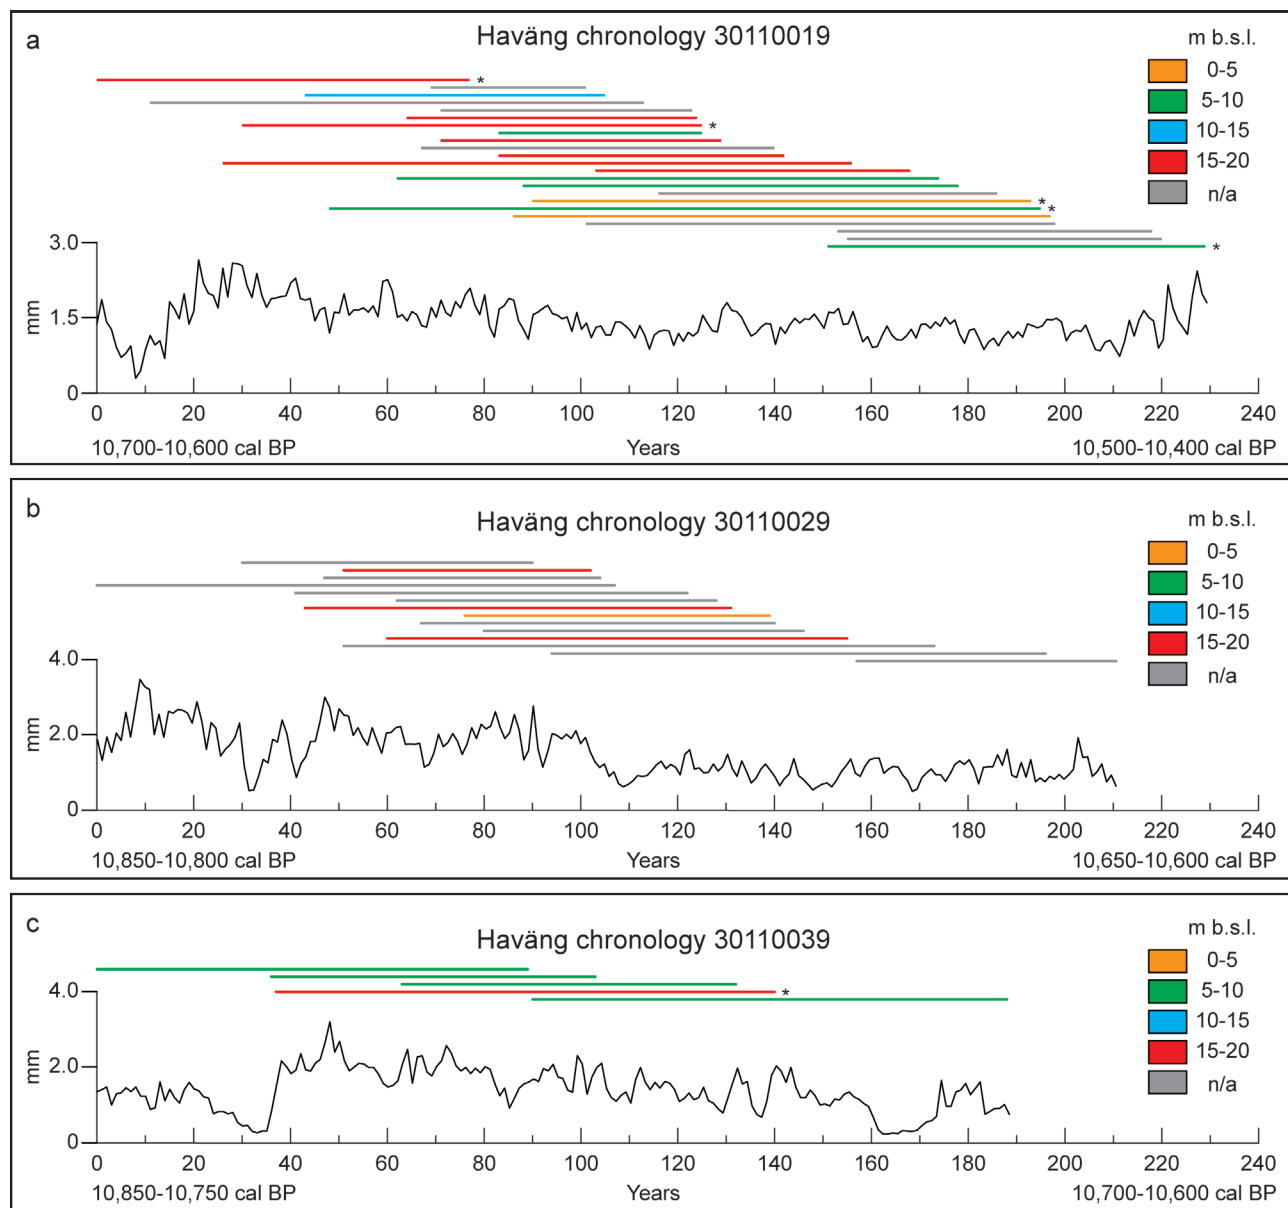 a
Haväng chronology 30110019
m b.s.l.
0-5
5-10
10-15
15-20
n/a
*
*
*
*
*
3.0
1.5
0
mm
0 20 40 60 80 100 120 140 160 180 200 220 240
10,700-10,600 cal BP Years 10,500-10,400 cal BP
b
Haväng chronology 30110029
m b.s.l.
0-5
5-10
10-15
15-20
n/a
4.0
2.0
0
mm
0 20 40 60 80 100 120 140 160 180 200 220 240
10,850-10,800 cal BP Years 10,650-10,600 cal BP
c
Haväng chronology 30110039
m b.s.l.
0-5
5-10
10-15
15-20
n/a
*
4.0
2.0
0
mm
0 20 40 60 80 100 120 140 160 180 200 220 240
10,850-10,750 cal BP Years 10,700-10,600 cal BP